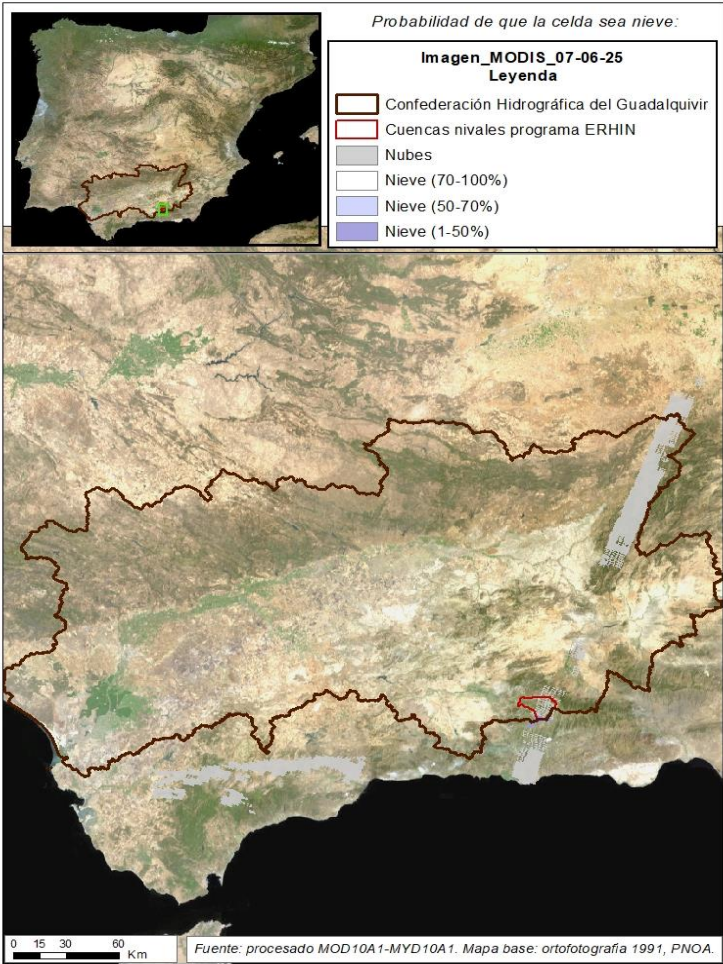 Probabilidad de que la celda sea nieve:
Imagen_MODIS_07-06-25
Leyenda
Confederación Hidrográfica del Guadalquivir
Cuencas nivales programa ERHIN
Nubes
Nieve (70-100%)
Nieve (50-70%)
Nieve (1-50%)
0 15 30 60
Km
Fuente: procesado MOD10A1-MYD10A1. Mapa base: ortofotografía 1991, PNOA.